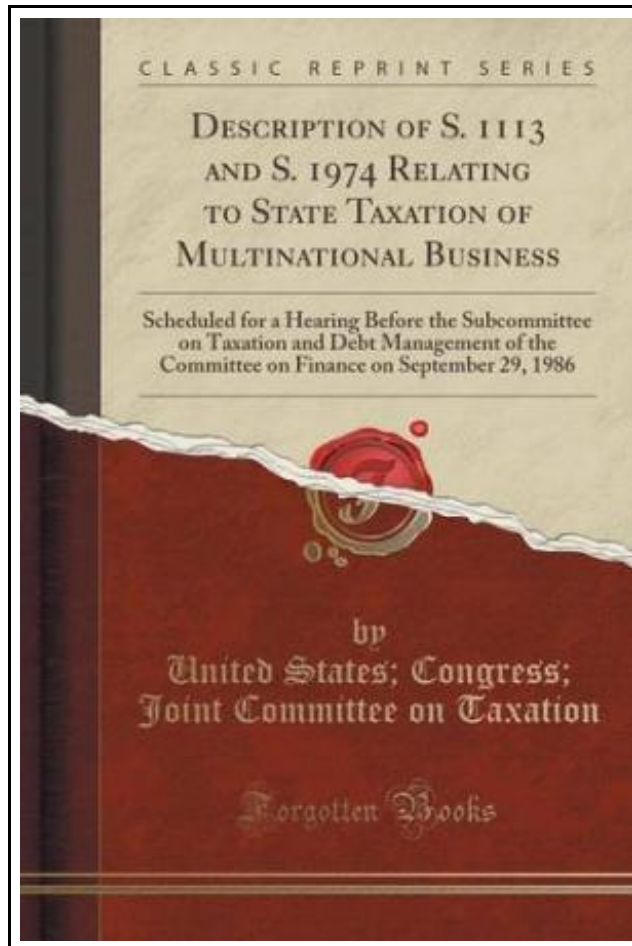 CLASSIC REPRINT SERIES
DESCRIPTION OF S. 1113
AND S. 1974 RELATING
TO STATE TAXATION OF
MULTINATIONAL BUSINESS
Scheduled for a Hearing Before the Subcommittee
on Taxation and Debt Management of the
Committee on Finance on September 29, 1986
F
by
United States; Congress;
Joint Committee on Taxation
Forgotten Books